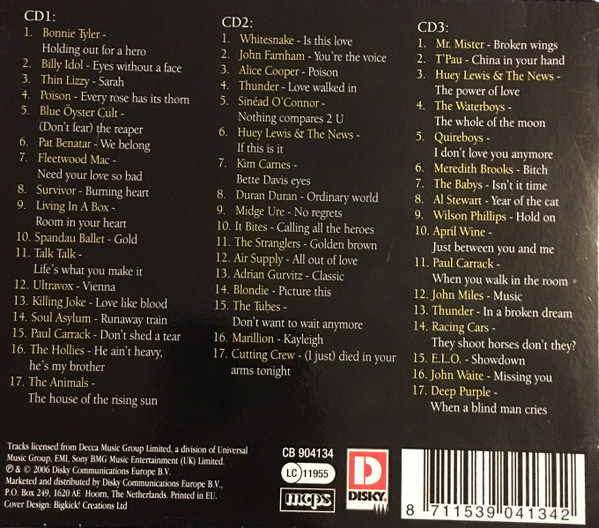 CD1:
1. Bonnie Tyler -
Holding out for a hero
2. Billy Idol - Eyes without a face
3. Thin Lizzy - Sarah
4. Poison - Every rose has its thorn
5. Blue Öyster Cult -
(Don't fear) the reaper
6. Pat Benatar - We belong
7. Fleetwood Mac -
Need your love so bad
8. Survivor - Burning heart
9. Living In A Box -
Room in your heart
10. Spandau Ballet - Gold
11. Talk Talk -
Life's what you make it
12. Ultravox - Vienna
13. Killing Joke - Love like blood
14. Soul Asylum - Runaway train
15. Paul Carrack - Don't shed a tear
16. The Hollies - He ain't heavy,
he's my brother
17. The Animals -
The house of the rising sun
CD2:
1. Whitesnake - Is this love
2. John Farnham - You're the voice
3. Alice Cooper - Poison
4. Thunder - Love walked in
5. Sinéad O'Connor -
Nothing compares 2 U
6. Huey Lewis & The News -
If this is it
7. Kim Carnes -
Bette Davis eyes
8. Duran Duran - Ordinary world
9. Midge Ure - No regrets
10. It Bites - Calling all the heroes
11. The Stranglers - Golden brown
12. Air Supply - All out of love
13. Adrian Gurvitz - Classic
14. Blondie - Picture this
15. The Tubes -
Don't want to wait anymore
16. Marillion - Kayleigh
17. Cutting Crew - (I just) died in your
arms tonight
CD3:
1. Mr. Mister - Broken wings
2. T'Pau - China in your hand
3. Huey Lewis & The News -
The power of love
4. The Waterboys -
The whole of the moon
5. Quireboys -
I don't love you anymore
6. Meredith Brooks - Bitch
7. The Babys - Isn't it time
8. Al Stewart - Year of the cat
9. Wilson Phillips - Hold on
10. April Wine -
Just between you and me
11. Paul Carrack -
When you walk in the room
12. John Miles - Music
13. Thunder - In a broken dream
14. Racing Cars -
They shoot horses don't they?
15. E.L.O. - Showdown
16. John Waite - Missing you
17. Deep Purple -
When a blind man cries
Tracks licensed from Decca Music Group Limited, a division of Universal
Music Group, EMI, Sony BMG Music Entertainment (UK) Limited.
℗ & © 2006 Disky Communications Europe B.V.
Marketed and distributed by Disky Communications Europe B.V.,
P.O. Box 249, 1620 AE Hoorn, The Netherlands. Printed in EU.
Cover Design: Bigkick! Creations Ltd
CB 904134
LC 11955
mcps
D
DISKY
8 711539 041342